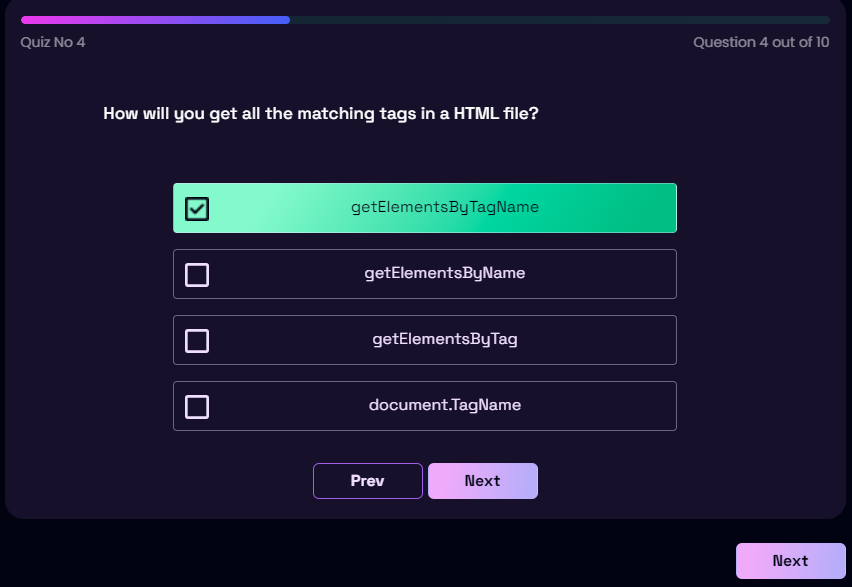 Quiz No 4
Question 4 out of 10
How will you get all the matching tags in a HTML file?
getElementsByTagName
getElementsByName
getElementsByTag
document.TagName
Prev
Next
Next